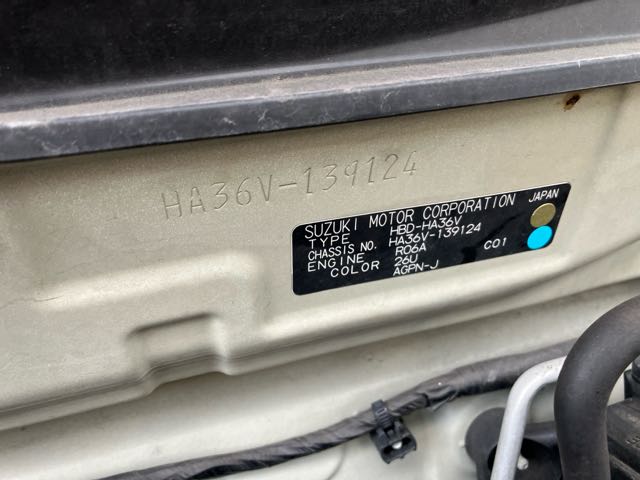 HA36V-139124
SUZUKI MOTOR CORPORATION JAPAN
TYPE HBD-HA36V
CHASSIS NO. HA36V-139124
ENGINE R06A C01
COLOR 26U
AGPN-J